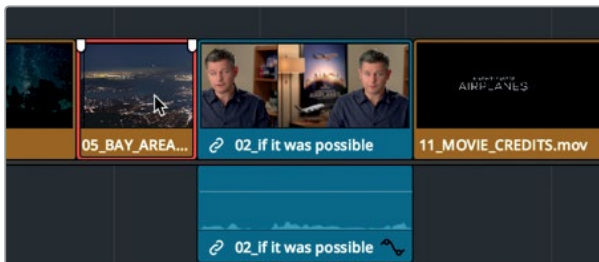 AIRPLANES
05_BAY_AREA...
02_if it was possible
11_MOVIE_CREDITS.mov
02_if it was possible